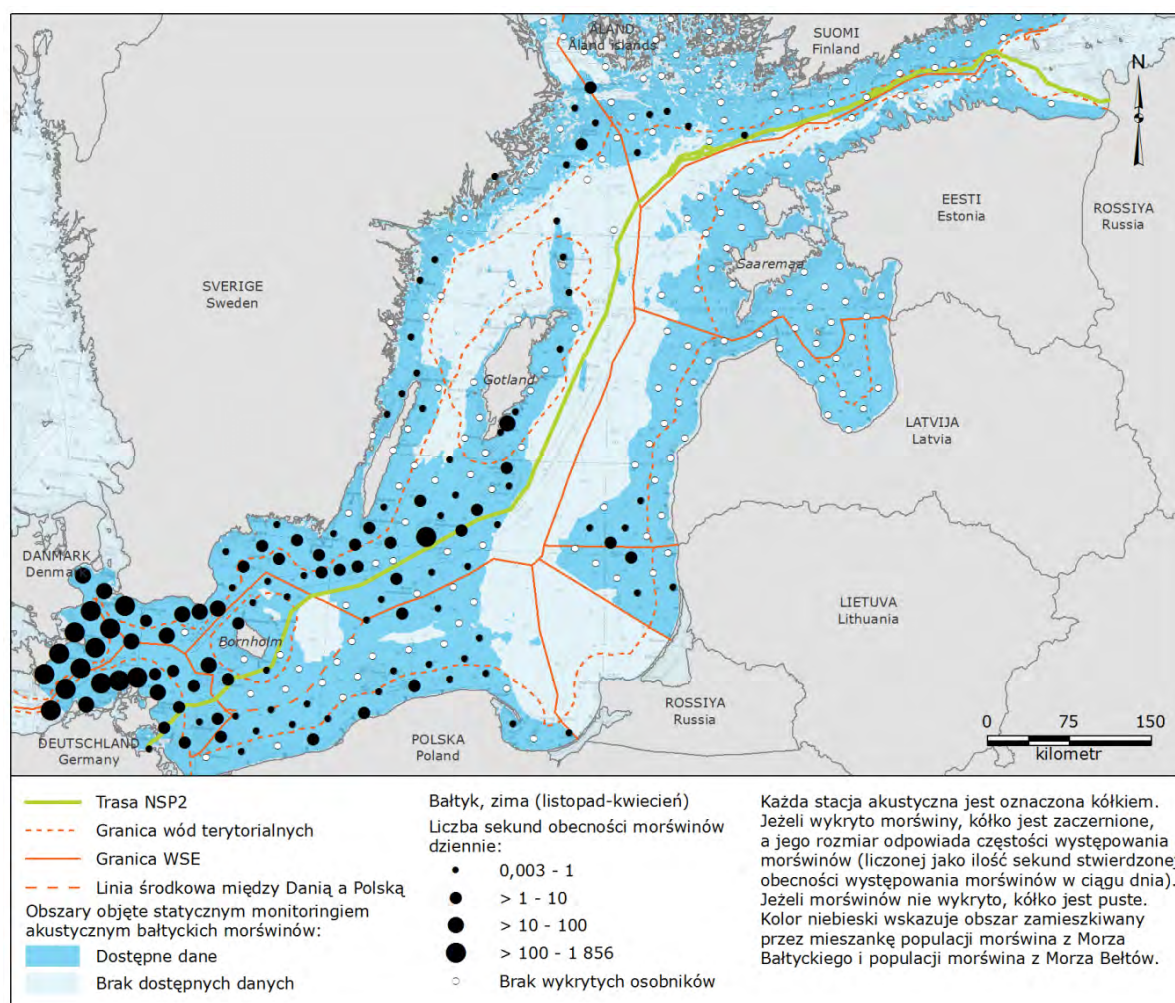 ÅLAND
Åland islands
SUOMI
Finland
N
EESTI
Estonia
ROSSIYA
Russia
Saaremaa
SVERIGE
Sweden
Gotland
LATVIJA
Latvia
DANMARK
Denmark
LIETUVA
Lithuania
Bornholm
ROSSIYA
Russia
DEUTSCHLAND
Germany
POLSKA
Poland
0 75 150
kilometr
Trasa NSP2
Granica wód terytorialnych
Granica WSE
Linia środkowa między Danią a Polską
Obszary objęte statycznym monitoringiem
akustycznym bałtyckich morświnów:
Dostępne dane
Brak dostępnych danych
Bałtyk, zima (listopad-kwiecień)
Liczba sekund obecności morświnów
dziennie:
0,003 - 1
> 1 - 10
> 10 - 100
> 100 - 1 856
Brak wykrytych osobników
Każda stacja akustyczna jest oznaczona kółkiem.
Jeżeli wykryto morświny, kółko jest zaczernione,
a jego rozmiar odpowiada częstości występowania
morświnów (liczonej jako ilość sekund stwierdzonej
obecności występowania morświnów w ciągu dnia).
Jeżeli morświnów nie wykryto, kółko jest puste.
Kolor niebieski wskazuje obszar zamieszkiwany
przez mieszankę populacji morświna z Morza
Bałtyckiego i populacji morświna z Morza Bełtów.